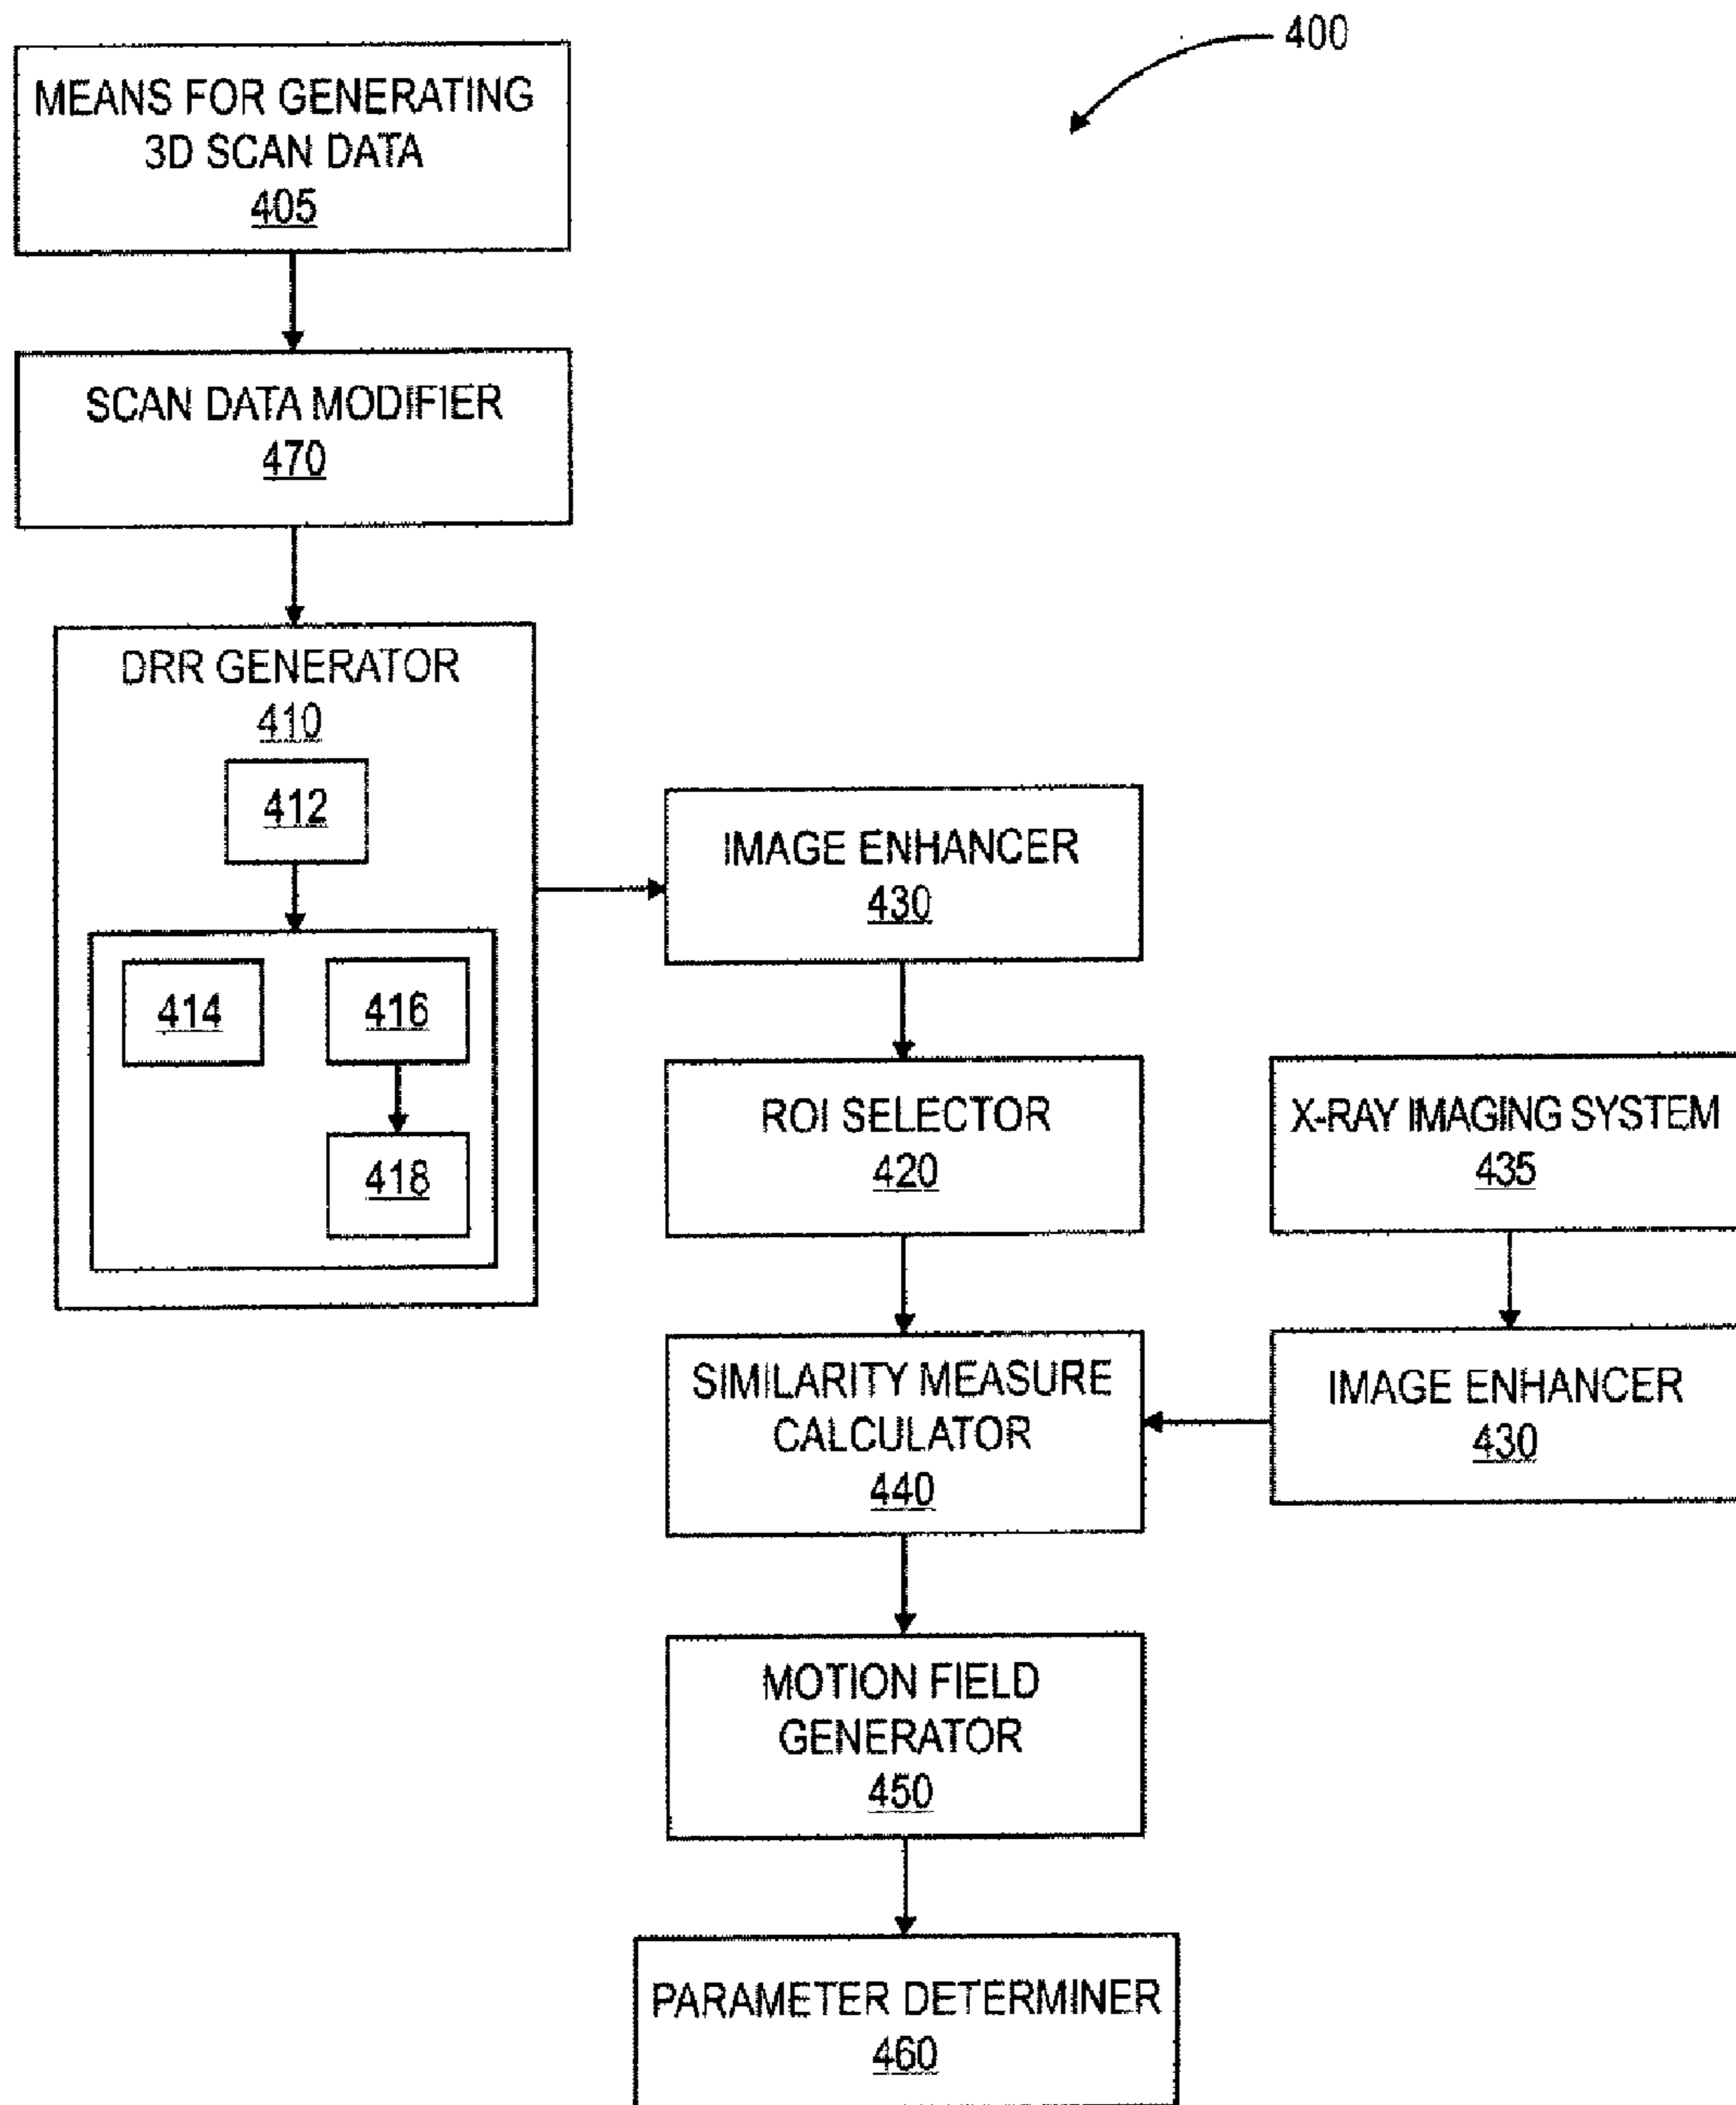 400
MEANS FOR GENERATING
3D SCAN DATA
405
SCAN DATA MODIFIER
470
DRR GENERATOR
410
412
414
416
418
IMAGE ENHANCER
430
ROI SELECTOR
420
X-RAY IMAGING SYSTEM
435
SIMILARITY MEASURE
CALCULATOR
440
IMAGE ENHANCER
430
MOTION FIELD
GENERATOR
450
PARAMETER DETERMINER
460